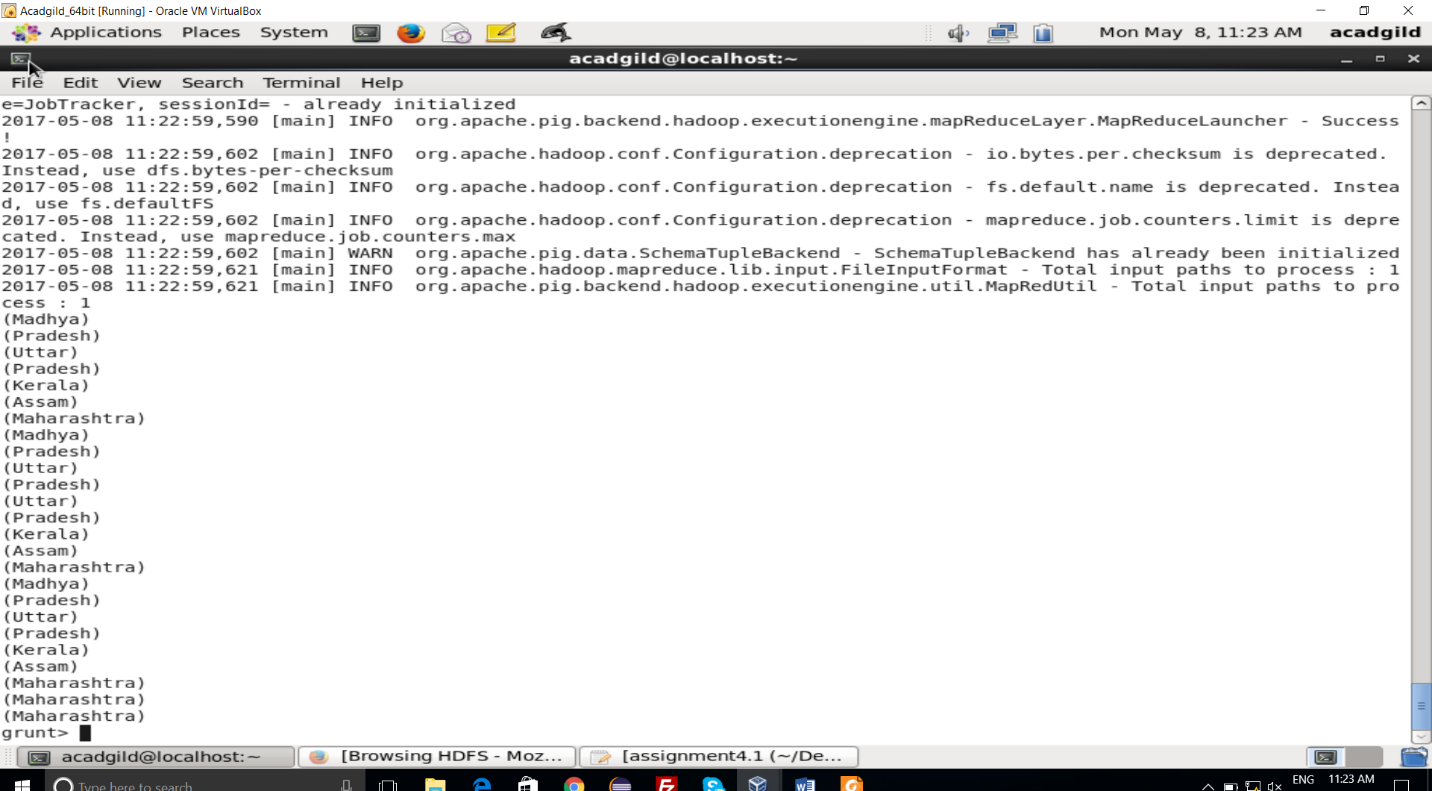 Acadgild_64bit [Running] - Oracle VM VirtualBox
Applications Places System Mon May 8, 11:23 AM acadgild
acadgild@localhost:~
File Edit View Search Terminal Help
e=JobTracker, sessionId= - already initialized
2017-05-08 11:22:59,590 [main] INFO  org.apache.pig.backend.hadoop.executionengine.mapReduceLayer.MapReduceLauncher - Success
!
2017-05-08 11:22:59,602 [main] INFO  org.apache.hadoop.conf.Configuration.deprecation - io.bytes.per.checksum is deprecated.
Instead, use dfs.bytes-per-checksum
2017-05-08 11:22:59,602 [main] INFO  org.apache.hadoop.conf.Configuration.deprecation - fs.default.name is deprecated. Instea
d, use fs.defaultFS
2017-05-08 11:22:59,602 [main] INFO  org.apache.hadoop.conf.Configuration.deprecation - mapreduce.job.counters.limit is depre
cated. Instead, use mapreduce.job.counters.max
2017-05-08 11:22:59,602 [main] WARN  org.apache.pig.data.SchemaTupleBackend - SchemaTupleBackend has already been initialized
2017-05-08 11:22:59,621 [main] INFO  org.apache.hadoop.mapreduce.lib.input.FileInputFormat - Total input paths to process : 1
2017-05-08 11:22:59,621 [main] INFO  org.apache.pig.backend.hadoop.executionengine.util.MapRedUtil - Total input paths to pro
cess : 1
(Madhya)
(Pradesh)
(Uttar)
(Pradesh)
(Kerala)
(Assam)
(Maharashtra)
(Madhya)
(Pradesh)
(Uttar)
(Pradesh)
(Uttar)
(Pradesh)
(Kerala)
(Assam)
(Maharashtra)
(Madhya)
(Pradesh)
(Uttar)
(Pradesh)
(Kerala)
(Assam)
(Maharashtra)
(Maharashtra)
(Maharashtra)
grunt>
acadgild@localhost:~ [Browsing HDFS - Moz... [assignment4.1 (~/De...
Type here to search ENG 11:23 AM